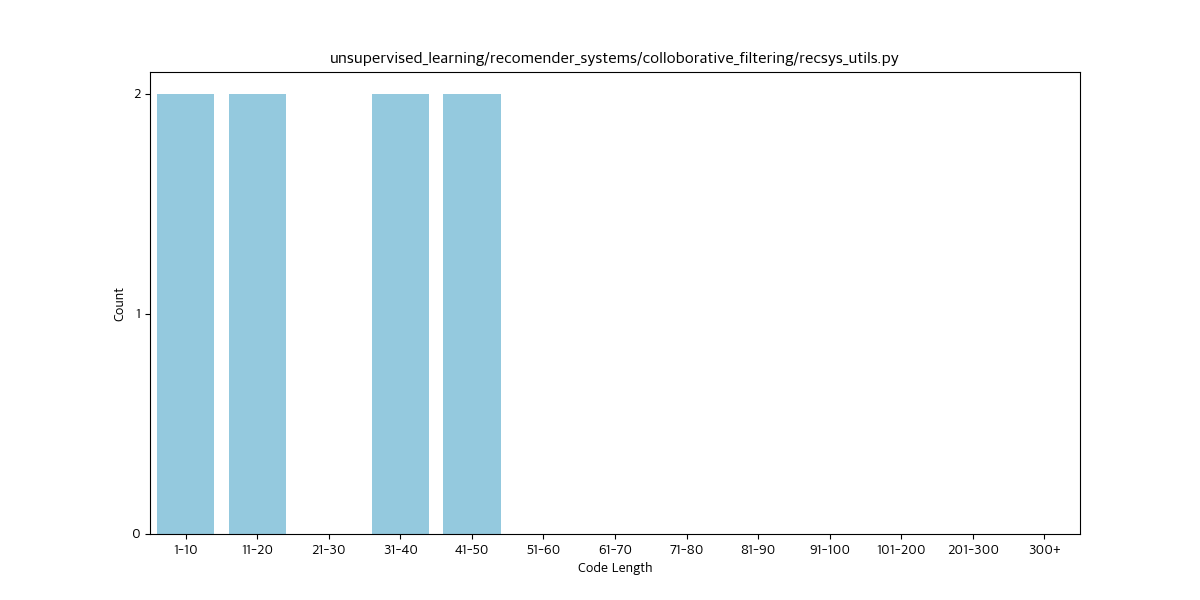 unsupervised_learning/recomender_systems/colloborative_filtering/recsys_utils.py
2
1
0
Count
1-10 11-20 21-30 31-40 41-50 51-60 61-70 71-80 81-90 91-100 101-200 201-300 300+
Code Length